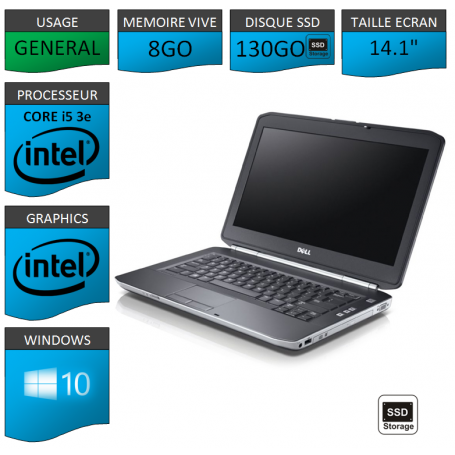 USAGE
GENERAL
MEMOIRE VIVE
8GO
DISQUE SSD
130GO
SSD
Storage
TAILLE ECRAN
14.1"
PROCESSEUR
CORE i5 3e
intel
GRAPHICS
intel
WINDOWS
10
DELL
SSD
Storage